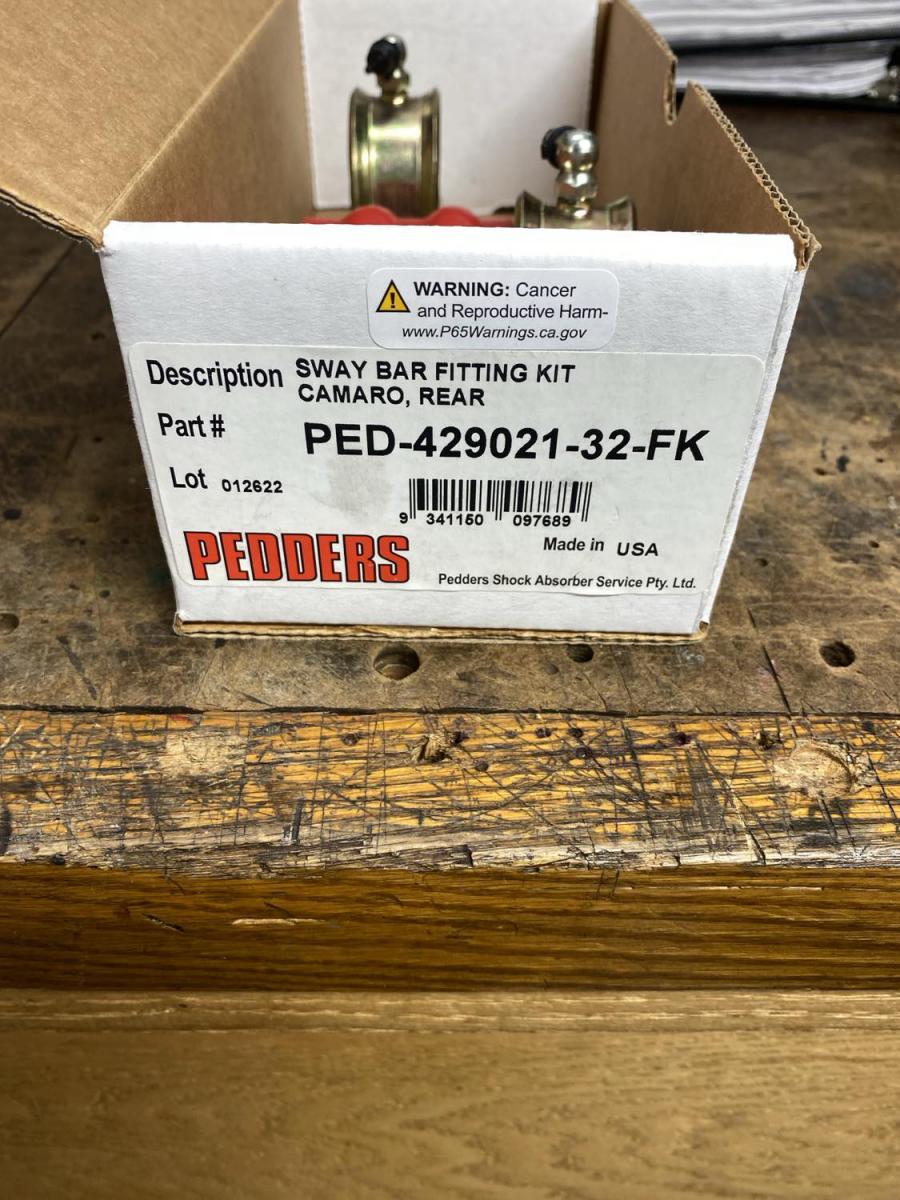 WARNING: Cancer
and Reproductive Harm-
www.P65Warnings.ca.gov
Description SWAY BAR FITTING KIT
CAMARO, REAR
Part # PED-429021-32-FK
Lot 012622
9 341150 097689
Made in USA
PEDDERS
Pedders Shock Absorber Service Pty. Ltd.